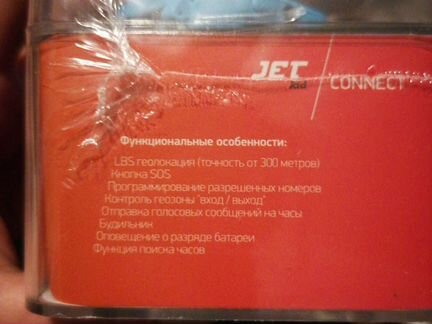 JET
kid
CONNECT
Функциональные особенности:
LBS геолокация (точность от 300 метров)
Кнопка SOS
Программирование разрешенных номеров
Контроль геозоны "вход / выход"
Отправка голосовых сообщений на часы
Будильник
Оповещение о разряде батареи
Функция поиска часов